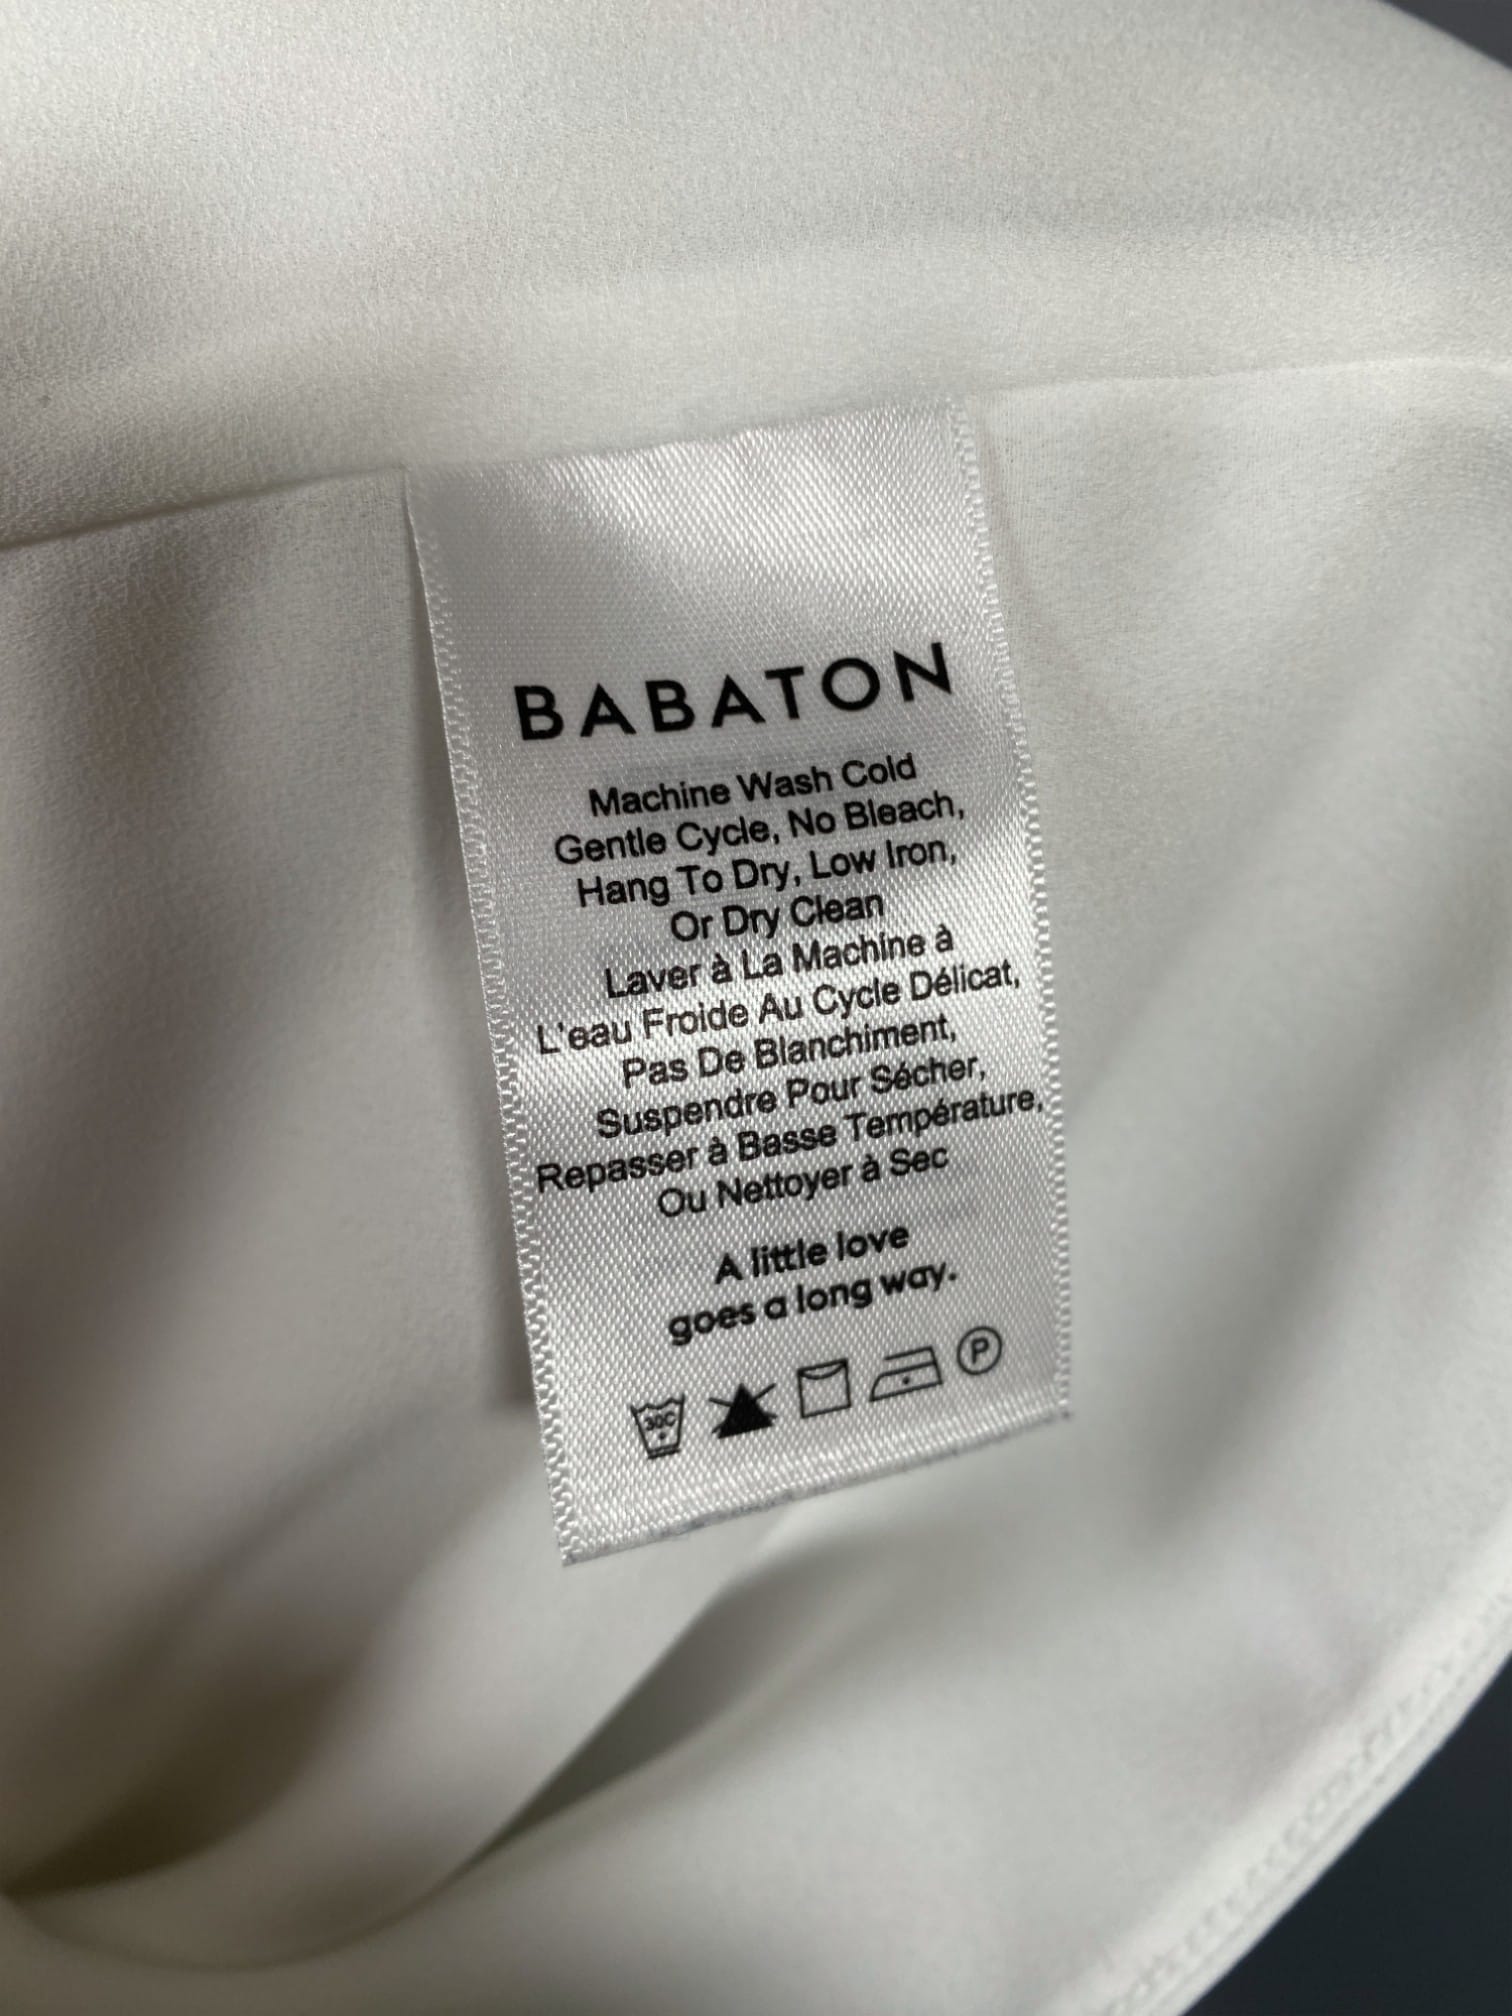 BABATON
Machine Wash Cold
Gentle Cycle, No Bleach,
Hang To Dry, Low Iron,
Or Dry Clean
Laver à La Machine à
L'eau Froide Au Cycle Délicat,
Pas De Blanchiment,
Suspendre Pour Sécher,
Repasser à Basse Température,
Ou Nettoyer à Sec
A little love
goes a long way.
30C P